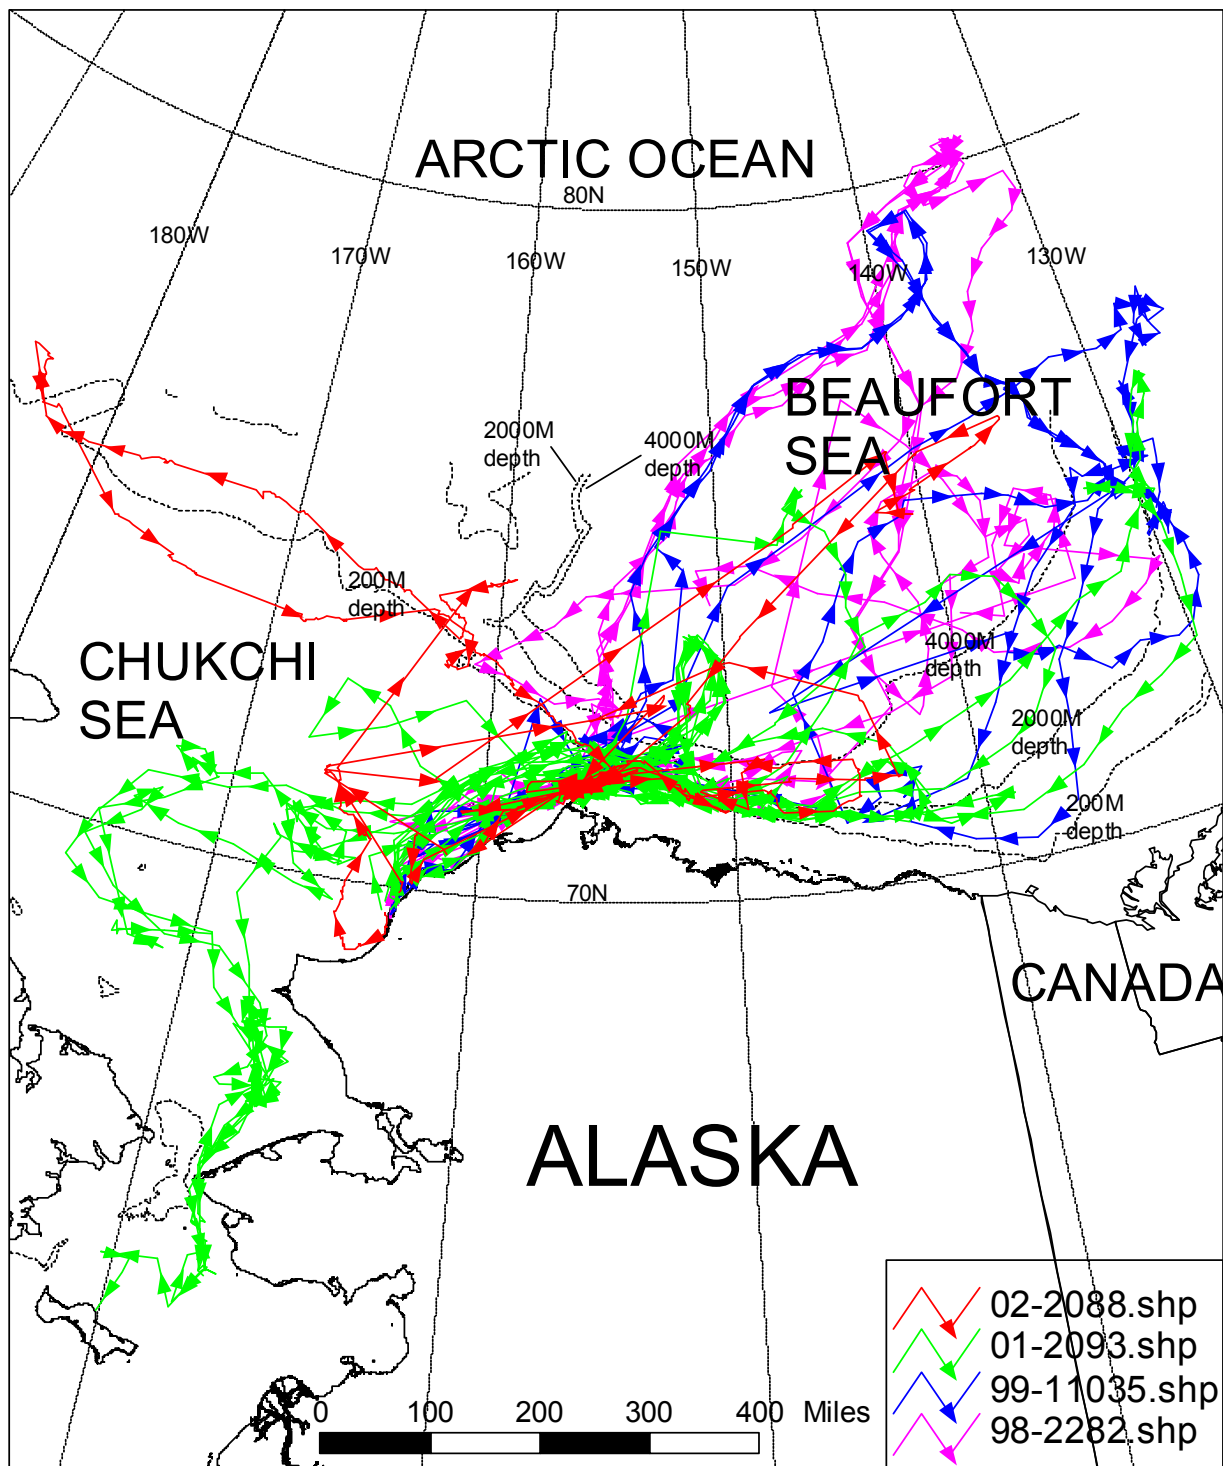 ARCTIC OCEAN
80N
180W
170W
160W
150W
140W
130W
BEAUFORT
SEA
2000M
depth
4000M
depth
200M
depth
CHUKCHI
SEA
4000M
depth
2000M
depth
200M
depth
70N
CANADA
ALASKA
02-2088.shp
01-2093.shp
99-11035.shp
98-2282.shp
0 100 200 300 400 Miles